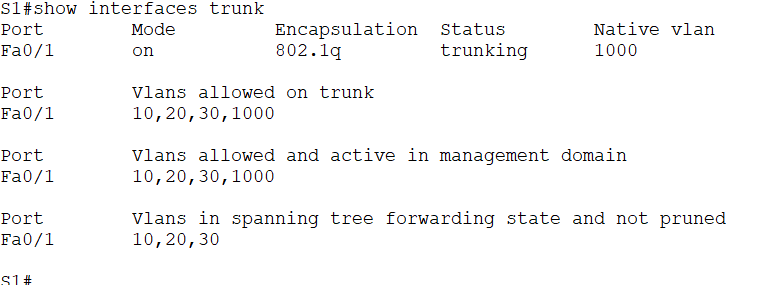 S1#show interfaces trunk
Port Mode Encapsulation Status Native vlan
Fa0/1 on 802.1q trunking 1000
Port Vlans allowed on trunk
Fa0/1 10,20,30,1000
Port Vlans allowed and active in management domain
Fa0/1 10,20,30,1000
Port Vlans in spanning tree forwarding state and not pruned
Fa0/1 10,20,30
S1#